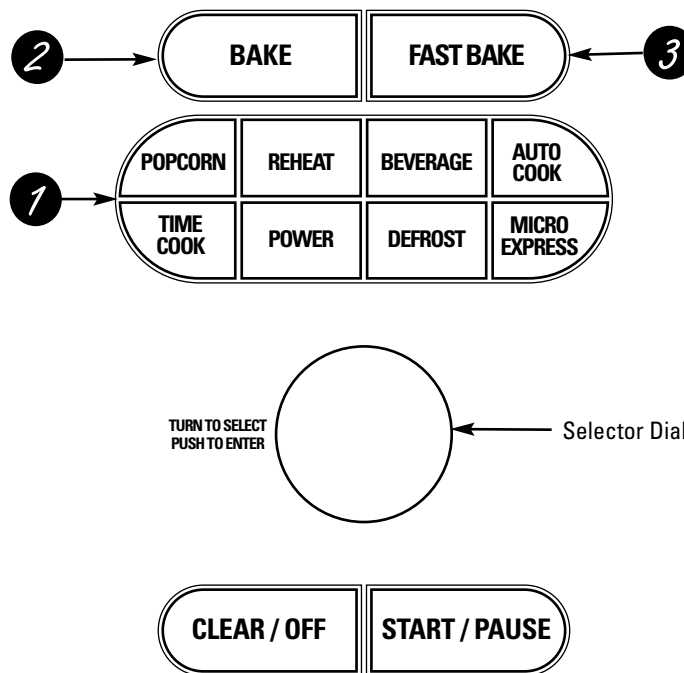 2 BAKE FAST BAKE 3
POPCORN REHEAT BEVERAGE AUTO
COOK
1
TIME
COOK POWER DEFROST MICRO
EXPRESS
TURN TO SELECT
PUSH TO ENTER
Selector Dial
CLEAR / OFF START / PAUSE